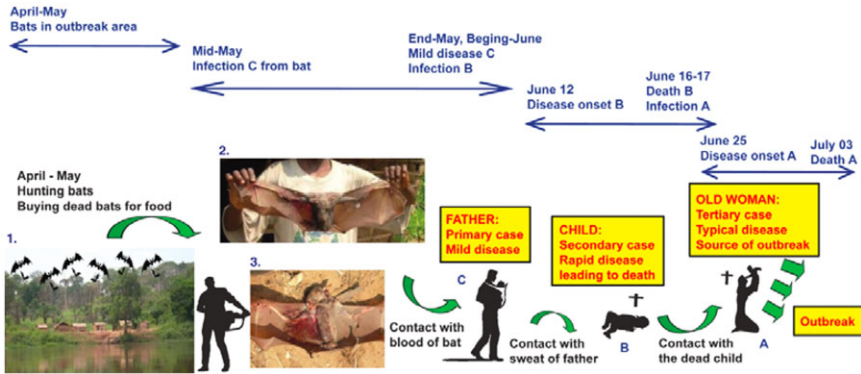 April-May
Bats in outbreak area
Mid-May
Infection C from bat
End-May, Beging-June
Mild disease C
Infection B
June 12
Disease onset B
June 16-17
Death B
Infection A
June 25
Disease onset A
July 03
Death A
April - May
Hunting bats
Buying dead bats for food
1.
2.
3.
FATHER:
Primary case
Mild disease
CHILD:
Secondary case
Rapid disease
leading to death
OLD WOMAN:
Tertiary case
Typical disease
Source of outbreak
C
Contact with
blood of bat
Contact with
sweat of father
B
Contact with
the dead child
A
Outbreak